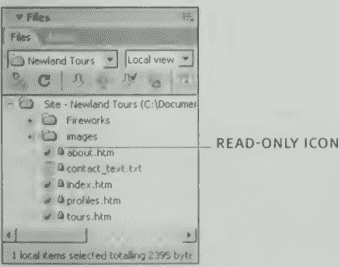 Files
Files
Newland Tours Local view
Site - Newland Tours (C:\Documer
Fireworks
images
about.htm
READ-ONLY ICON
contact_text.txt
index.htm
profiles.htm
tours.htm
1 local items selected totalling 2395 byte